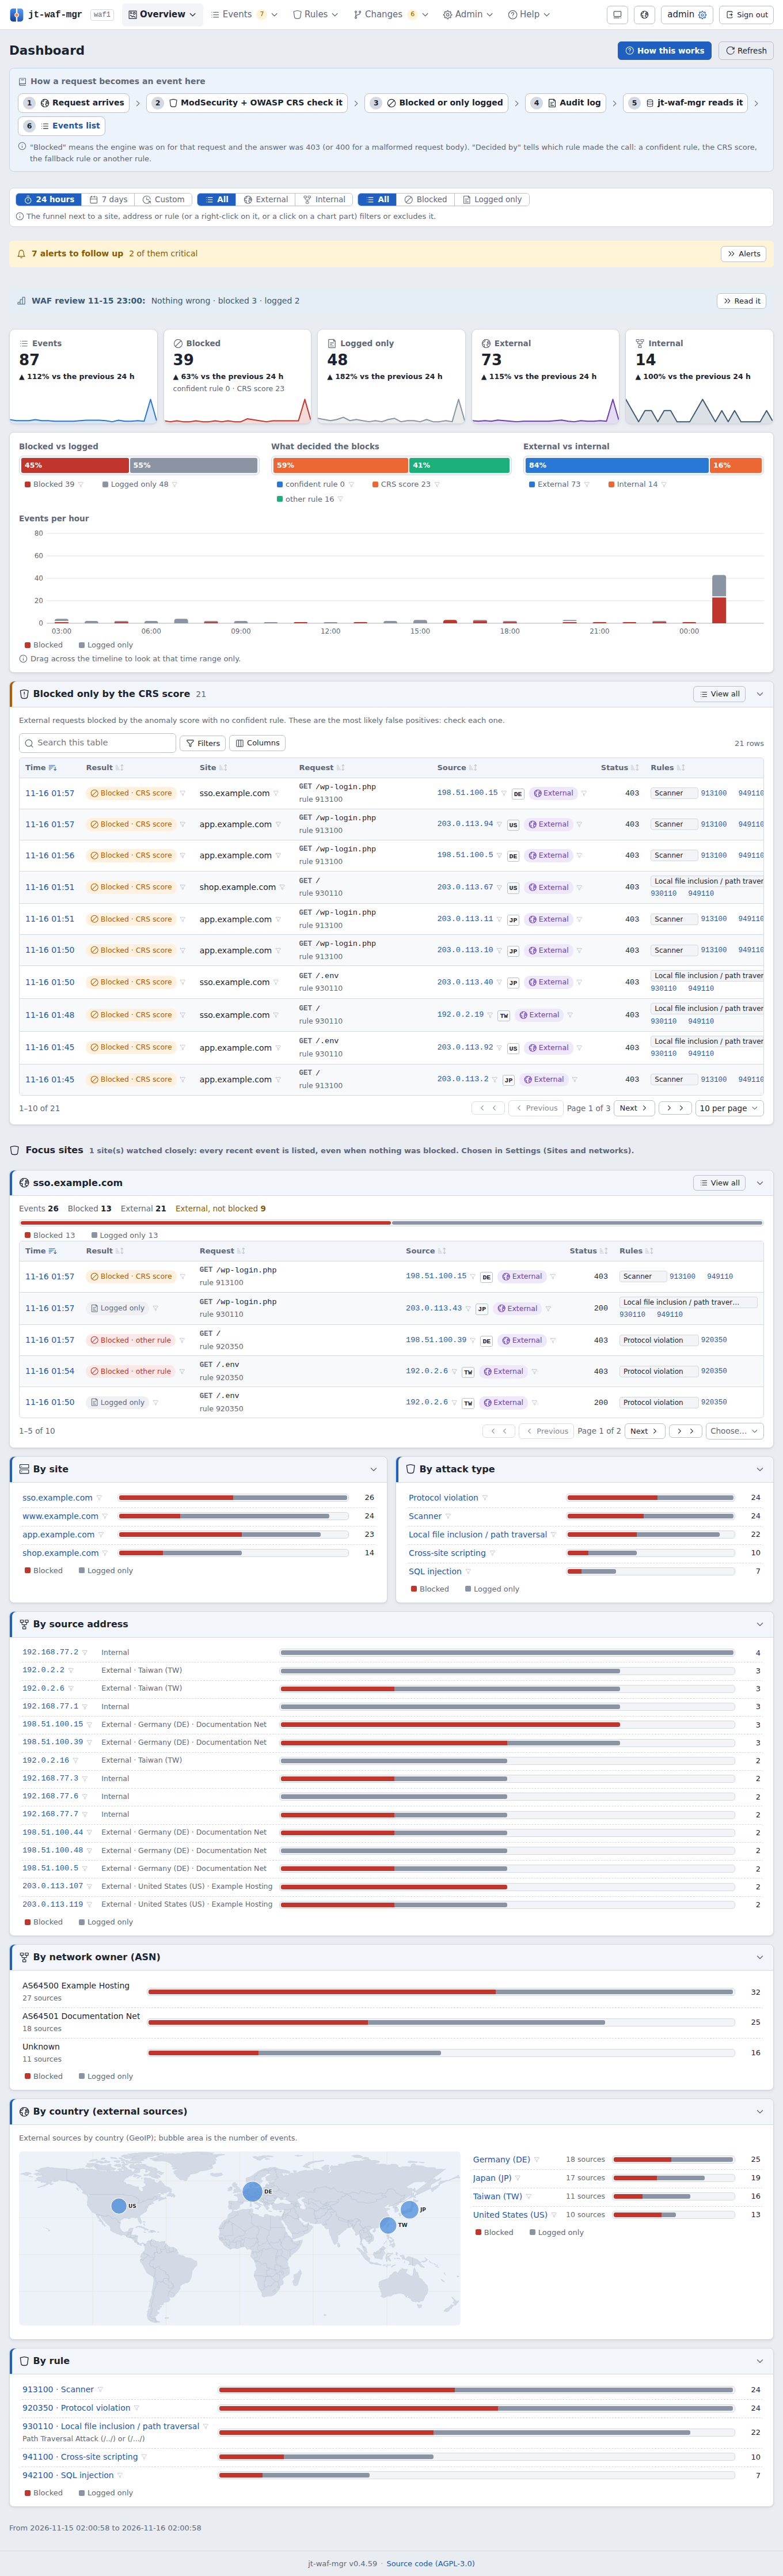 jt-waf-mgr waf1 Overview Events 7 Rules Changes 6 Admin Help admin Sign out
Dashboard How this works Refresh
How a request becomes an event here
1 Request arrives 2 ModSecurity + OWASP CRS check it 3 Blocked or only logged 4 Audit log 5 jt-waf-mgr reads it
6 Events list
"Blocked" means the engine was on for that request and the answer was 403 (or 400 for a malformed request body). "Decided by" tells which rule made the call: a confident rule, the CRS score,
the fallback rule or another rule.
24 hours 7 days Custom All External Internal All Blocked Logged only
The funnel next to a site, address or rule (or a right-click on it, or a click on a chart part) filters or excludes it.
7 alerts to follow up 2 of them critical Alerts
WAF review 11-15 23:00: Nothing wrong · blocked 3 · logged 2 Read it
Events Blocked Logged only External Internal
87 39 48 73 14
▲ 112% vs the previous 24 h ▲ 63% vs the previous 24 h ▲ 182% vs the previous 24 h ▲ 115% vs the previous 24 h ▲ 100% vs the previous 24 h
confident rule 0 · CRS score 23
Blocked vs logged What decided the blocks External vs internal
45% 55% 59% 41% 84% 16%
Blocked 39 Logged only 48 confident rule 0 CRS score 23 External 73 Internal 14
other rule 16
Events per hour
80
60
40
20
0
03:00 06:00 09:00 12:00 15:00 18:00 21:00 00:00
Blocked Logged only
Drag across the timeline to look at that time range only.
Blocked only by the CRS score 21 View all
External requests blocked by the anomaly score with no confident rule. These are the most likely false positives: check each one.
Search this table Filters Columns 21 rows
Time Result Site Request Source Status Rules
11-16 01:57 Blocked · CRS score sso.example.com GET /wp-login.php rule 913100 198.51.100.15 DE External 403 Scanner 913100 949110
11-16 01:57 Blocked · CRS score app.example.com GET /wp-login.php rule 913100 203.0.113.94 US External 403 Scanner 913100 949110
11-16 01:56 Blocked · CRS score app.example.com GET /wp-login.php rule 913100 198.51.100.5 DE External 403 Scanner 913100 949110
11-16 01:51 Blocked · CRS score shop.example.com GET / rule 930110 203.0.113.67 US External 403 Local file inclusion / path traver 930110 949110
11-16 01:51 Blocked · CRS score app.example.com GET /wp-login.php rule 913100 203.0.113.11 JP External 403 Scanner 913100 949110
11-16 01:50 Blocked · CRS score app.example.com GET /wp-login.php rule 913100 203.0.113.10 JP External 403 Scanner 913100 949110
11-16 01:50 Blocked · CRS score sso.example.com GET /.env rule 930110 203.0.113.40 JP External 403 Local file inclusion / path traver 930110 949110
11-16 01:48 Blocked · CRS score sso.example.com GET / rule 930110 192.0.2.19 TW External 403 Local file inclusion / path traver 930110 949110
11-16 01:45 Blocked · CRS score app.example.com GET /.env rule 930110 203.0.113.92 US External 403 Local file inclusion / path traver 930110 949110
11-16 01:45 Blocked · CRS score app.example.com GET / rule 913100 203.0.113.2 JP External 403 Scanner 913100 949110
1–10 of 21 Previous Page 1 of 3 Next 10 per page
Focus sites 1 site(s) watched closely: every recent event is listed, even when nothing was blocked. Chosen in Settings (Sites and networks).
sso.example.com View all
Events 26 Blocked 13 External 21 External, not blocked 9
Blocked 13 Logged only 13
Time Result Request Source Status Rules
11-16 01:57 Blocked · CRS score GET /wp-login.php rule 913100 198.51.100.15 DE External 403 Scanner 913100 949110
11-16 01:57 Logged only GET /wp-login.php rule 930110 203.0.113.43 JP External 200 Local file inclusion / path traver... 930110 949110
11-16 01:57 Blocked · other rule GET / rule 920350 198.51.100.39 DE External 403 Protocol violation 920350
11-16 01:54 Blocked · other rule GET /.env rule 920350 192.0.2.6 TW External 403 Protocol violation 920350
11-16 01:50 Logged only GET /.env rule 920350 192.0.2.6 TW External 200 Protocol violation 920350
1–5 of 10 Previous Page 1 of 2 Next Choose...
By site
sso.example.com 26
www.example.com 24
app.example.com 23
shop.example.com 14
Blocked Logged only
By attack type
Protocol violation 24
Scanner 24
Local file inclusion / path traversal 22
Cross-site scripting 10
SQL injection 7
Blocked Logged only
By source address
192.168.77.2 Internal 4
192.0.2.2 External · Taiwan (TW) 3
192.0.2.6 External · Taiwan (TW) 3
192.168.77.1 Internal 3
198.51.100.15 External · Germany (DE) · Documentation Net 3
198.51.100.39 External · Germany (DE) · Documentation Net 3
192.0.2.16 External · Taiwan (TW) 2
192.168.77.3 Internal 2
192.168.77.6 Internal 2
192.168.77.7 Internal 2
198.51.100.44 External · Germany (DE) · Documentation Net 2
198.51.100.48 External · Germany (DE) · Documentation Net 2
198.51.100.5 External · Germany (DE) · Documentation Net 2
203.0.113.107 External · United States (US) · Example Hosting 2
203.0.113.119 External · United States (US) · Example Hosting 2
Blocked Logged only
By network owner (ASN)
AS64500 Example Hosting 32
27 sources
AS64501 Documentation Net 25
18 sources
Unknown 16
11 sources
Blocked Logged only
By country (external sources)
External sources by country (GeoIP); bubble area is the number of events.
US DE JP TW
Germany (DE) 18 sources 25
Japan (JP) 17 sources 19
Taiwan (TW) 11 sources 16
United States (US) 10 sources 13
Blocked Logged only
By rule
913100 · Scanner 24
920350 · Protocol violation 24
930110 · Local file inclusion / path traversal 22
Path Traversal Attack (/../) or (/.../)
941100 · Cross-site scripting 10
942100 · SQL injection 7
Blocked Logged only
From 2026-11-15 02:00:58 to 2026-11-16 02:00:58
jt-waf-mgr v0.4.59 · Source code (AGPL-3.0)